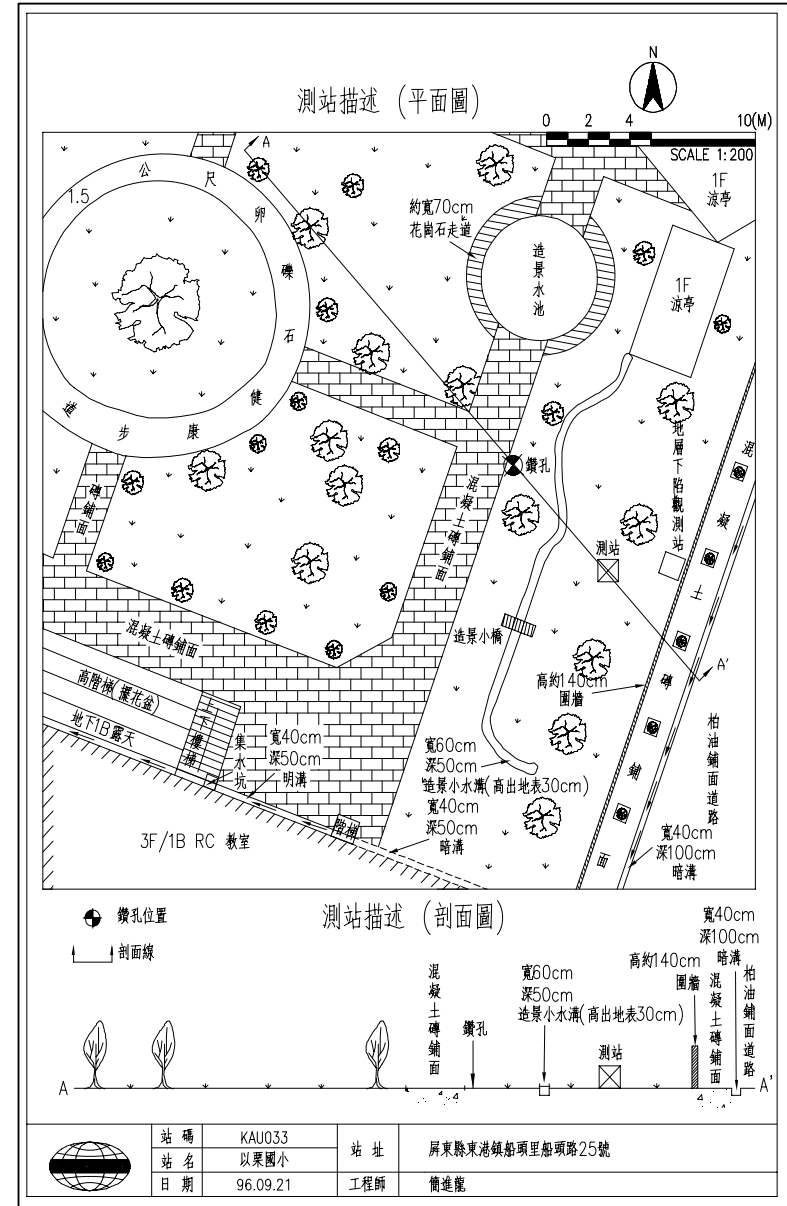 測站描述 (平面圖)
N
0 2 4 10(M)
SCALE 1:200
A
1.5 公尺卵礫石健康步道
約寬70cm
花崗石走道
造景水池
1F
涼亭
1F
涼亭
鑽孔
地層下陷觀測站
測站
混凝土磚鋪面
磚鋪面
混凝土磚鋪面
混凝土磚鋪面
造景小橋
高約140cm
圍牆
A'
柏油鋪面道路
高階梯(擺花盆)
地下1B露天
上下樓梯
集水坑
寬40cm
深50cm
明溝
寬60cm
深50cm
造景小水溝(高出地表30cm)
寬40cm
深50cm
暗溝
階梯
3F/1B RC 教室
寬40cm
深100cm
暗溝
鑽孔位置
剖面線
測站描述 (剖面圖)
混凝土磚鋪面
鑽孔
寬60cm
深50cm
造景小水溝(高出地表30cm)
測站
高約140cm
圍牆
混凝土磚鋪面
寬40cm
深100cm
暗溝
柏油鋪面道路
A A'
站碼 KAU033 站址 屏東縣東港鎮船頭里船頭路25號
站名 以栗國小
日期 96.09.21 工程師 簡進龍